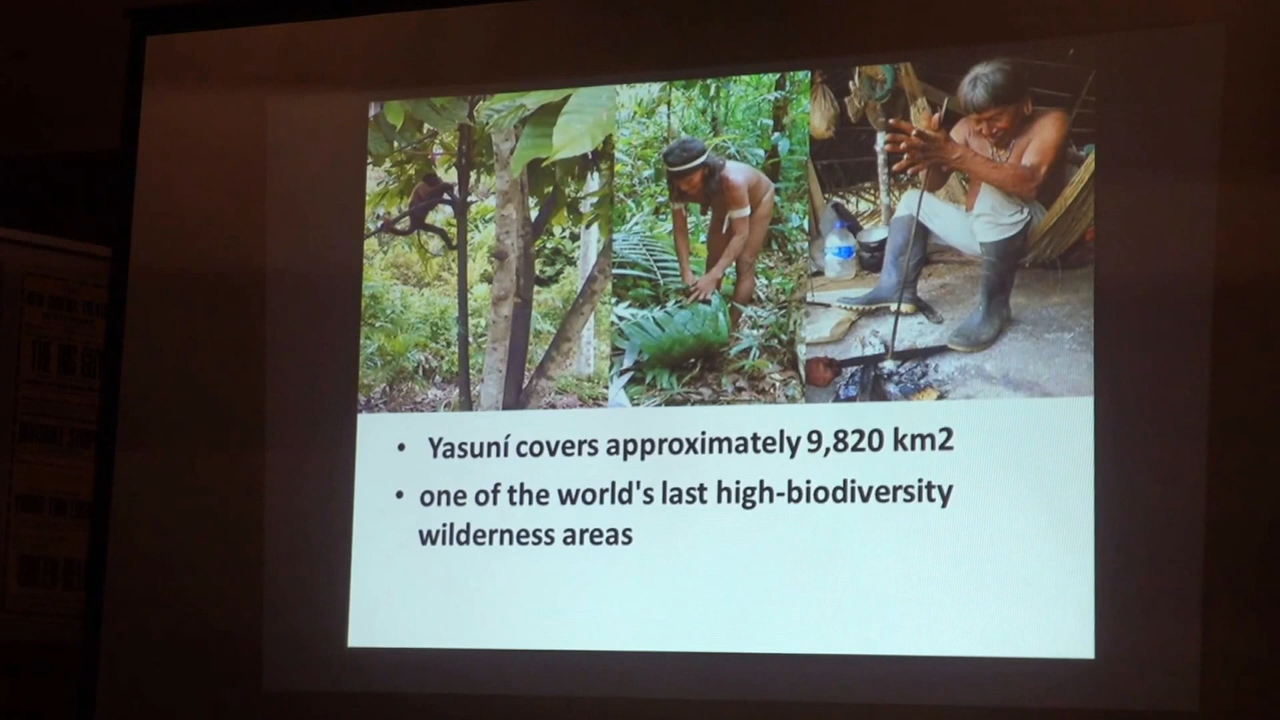 • Yasuní covers approximately 9,820 km2
• one of the world's last high-biodiversity
wilderness areas